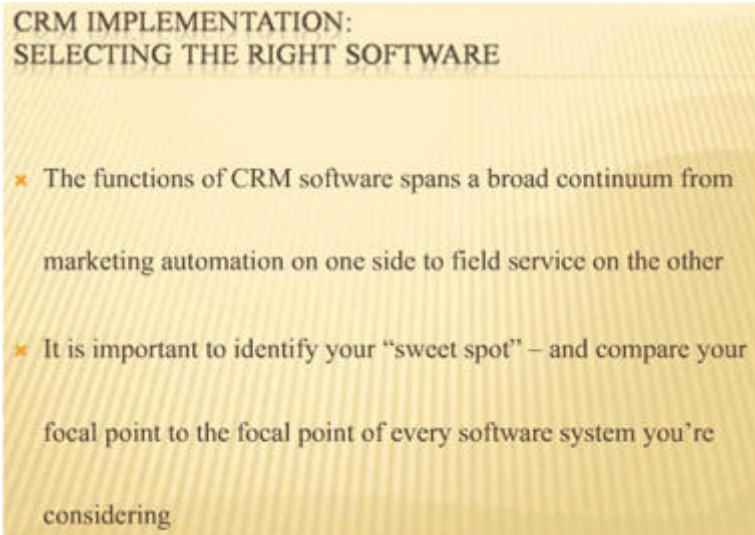 CRM IMPLEMENTATION:
SELECTING THE RIGHT SOFTWARE
The functions of CRM software spans a broad continuum from
marketing automation on one side to field service on the other
It is important to identify your “sweet spot” – and compare your
focal point to the focal point of every software system you’re
considering